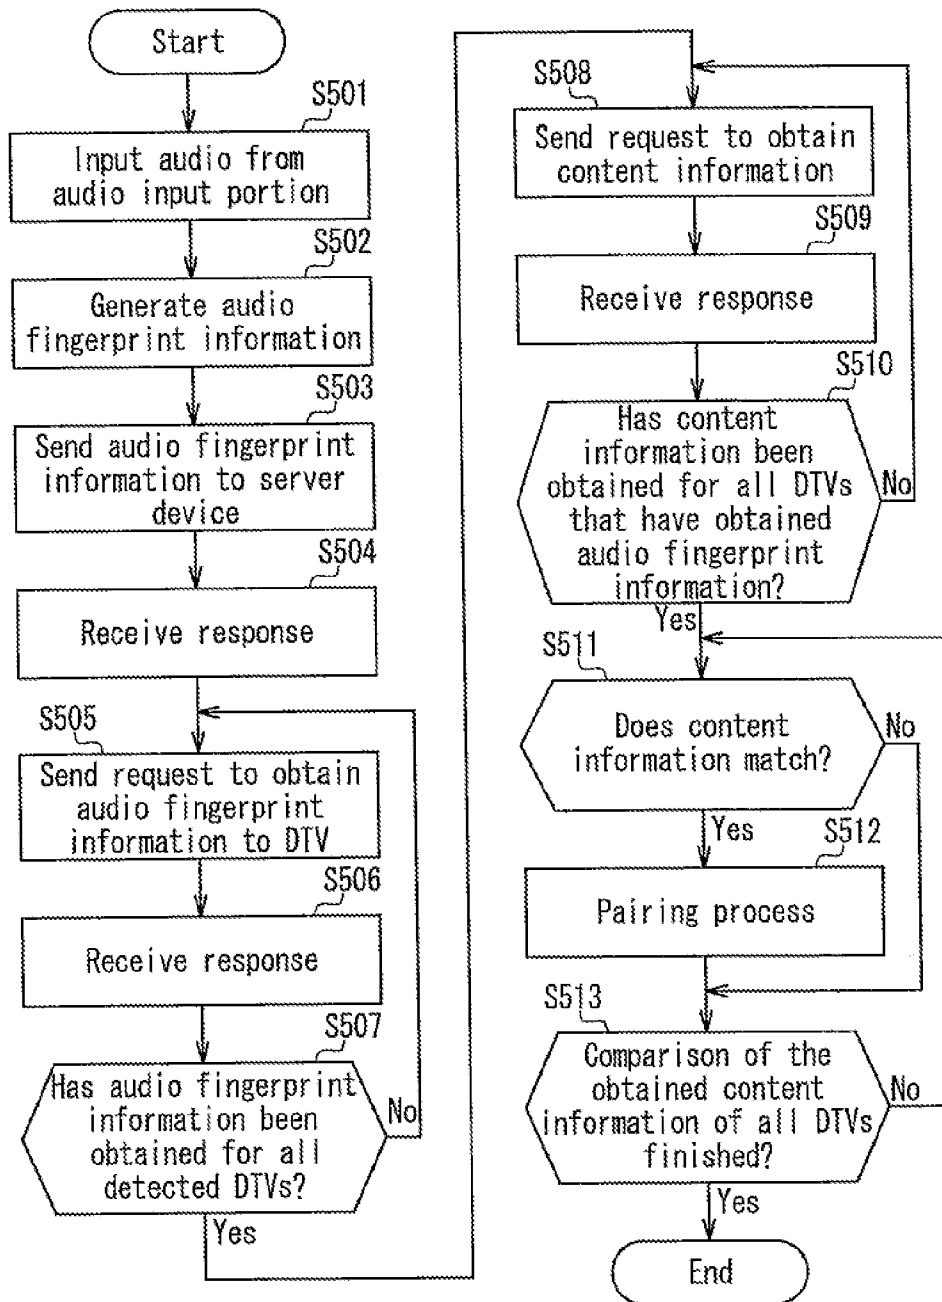 Start
S501
Input audio from
audio input portion
S502
Generate audio
fingerprint information
S503
Send audio fingerprint
information to server
device
S504
Receive response
S505
Send request to obtain
audio fingerprint
information to DTV
S506
Receive response
S507
Has audio fingerprint
information been
obtained for all
detected DTVs?
No
Yes
S508
Send request to obtain
content information
S509
Receive response
S510
Has content
information been
obtained for all DTVs
that have obtained
audio fingerprint
information?
No
Yes
S511
Does content
information match?
No
Yes
S512
Pairing process
S513
Comparison of the
obtained content
information of all DTVs
finished?
No
Yes
End